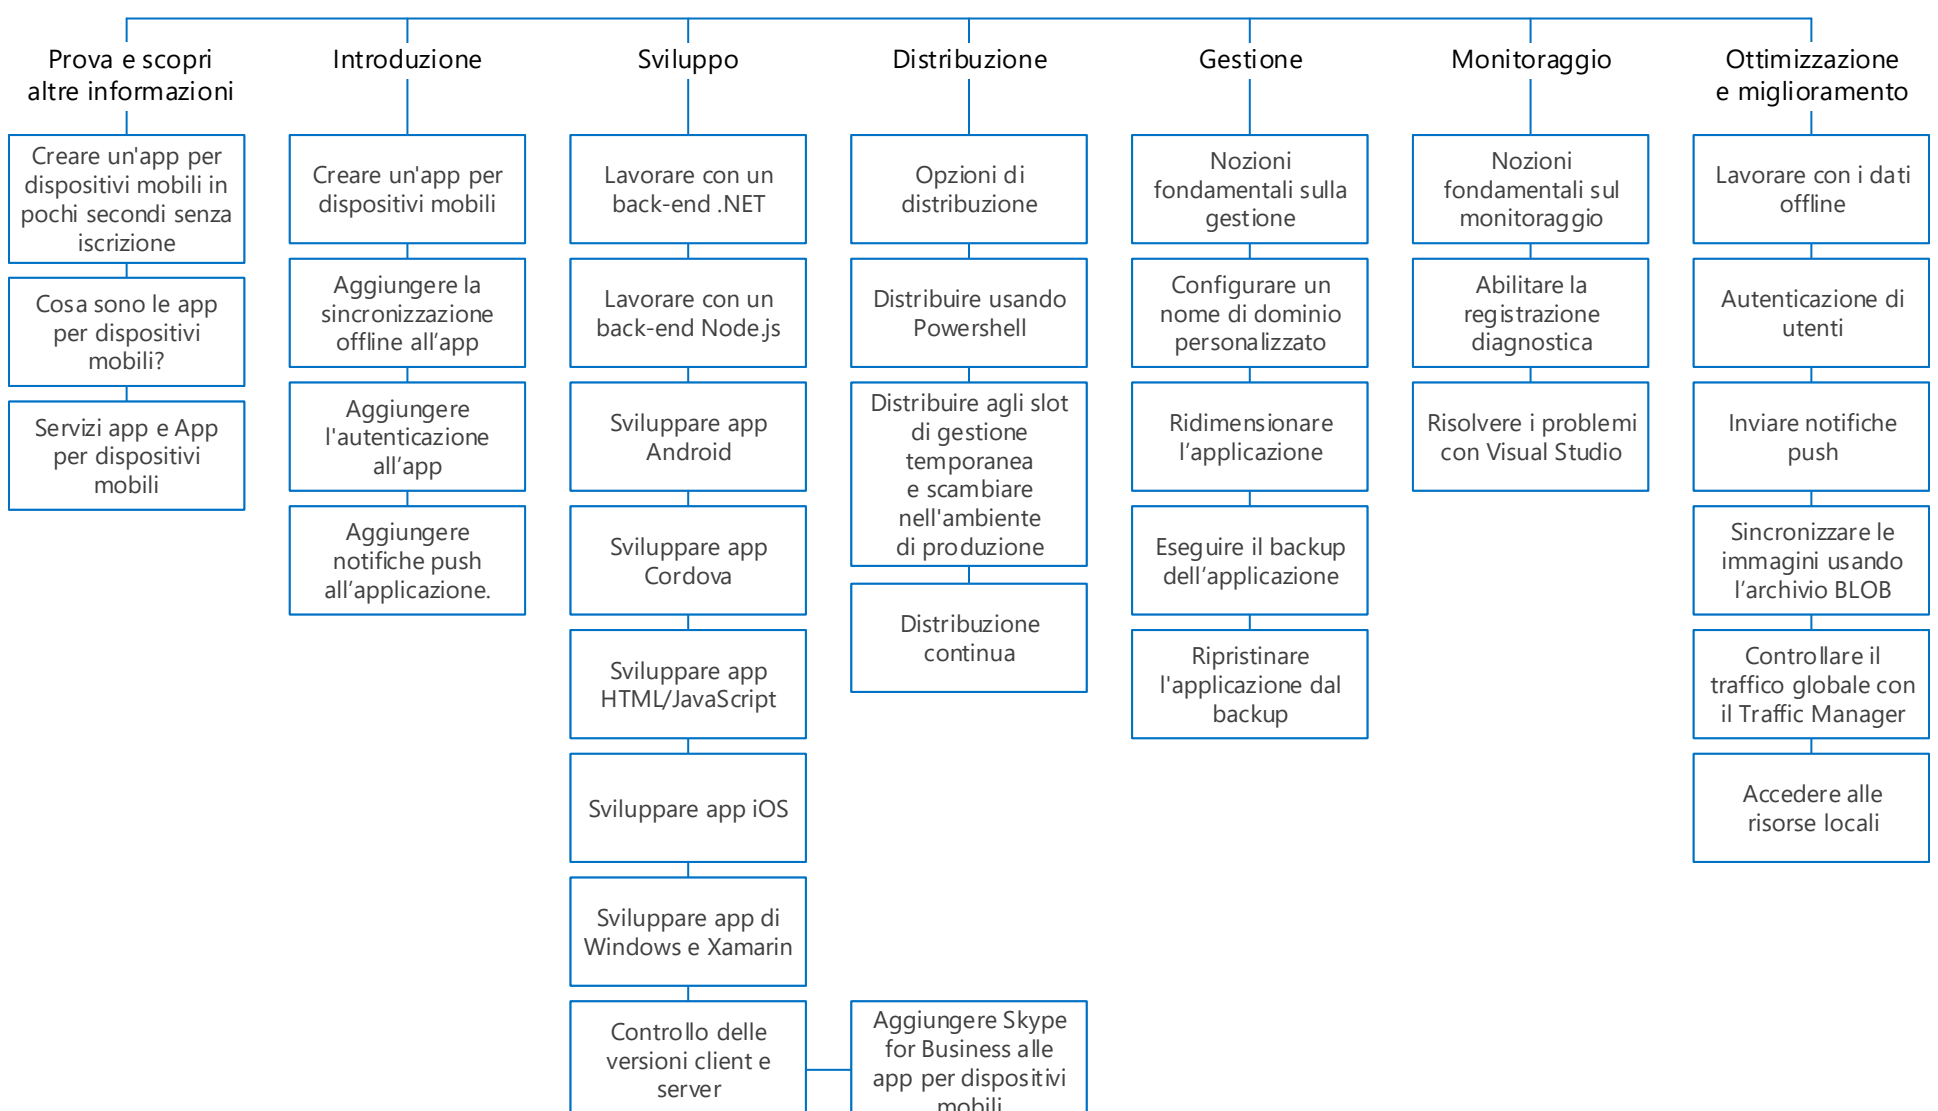 Prova e scopri
altre informazioni
Creare un'app per
dispositivi mobili in
pochi secondi senza
iscrizione
Cosa sono le app
per dispositivi
mobili?
Servizi app e App
per dispositivi
mobili
Introduzione
Creare un'app per
dispositivi mobili
Aggiungere la
sincronizzazione
offline all’app
Aggiungere
l'autenticazione
all'app
Aggiungere
notifiche push
all’applicazione.
Sviluppo
Lavorare con un
back-end .NET
Lavorare con un
back-end Node.js
Sviluppare app
Android
Sviluppare app
Cordova
Sviluppare app
HTML/JavaScript
Sviluppare app iOS
Sviluppare app di
Windows e Xamarin
Controllo delle
versioni client e
server
Aggiungere Skype
for Business alle
app per dispositivi
mobili
Distribuzione
Opzioni di
distribuzione
Distribuire usando
Powershell
Distribuire agli slot
di gestione
temporanea
e scambiare
nell'ambiente
di produzione
Distribuzione
continua
Gestione
Nozioni
fondamentali sulla
gestione
Configurare un
nome di dominio
personalizzato
Ridimensionare
l’applicazione
Eseguire il backup
dell’applicazione
Ripristinare
l'applicazione dal
backup
Monitoraggio
Nozioni
fondamentali sul
monitoraggio
Abilitare la
registrazione
diagnostica
Risolvere i problemi
con Visual Studio
Ottimizzazione
e miglioramento
Lavorare con i dati
offline
Autenticazione di
utenti
Inviare notifiche
push
Sincronizzare le
immagini usando
l’archivio BLOB
Controllare il
traffico globale con
il Traffic Manager
Accedere alle
risorse locali